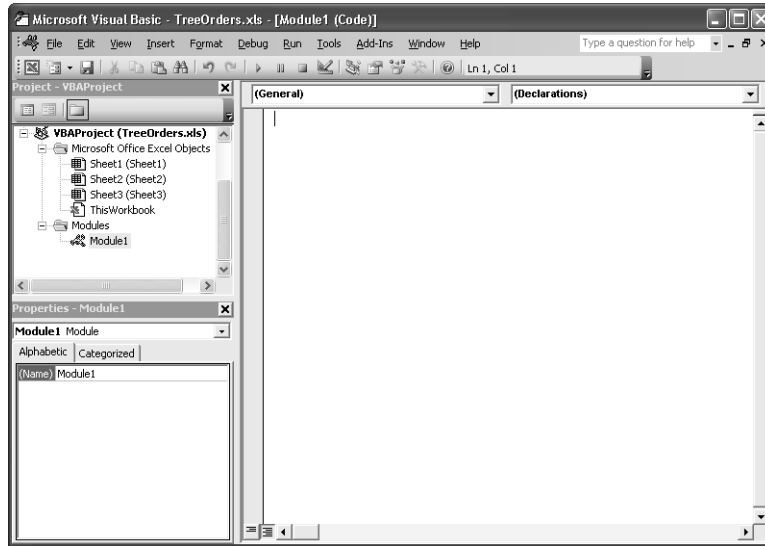 Microsoft Visual Basic - TreeOrders.xls - [Module1 (Code)]
File Edit View Insert Format Debug Run Tools Add-Ins Window Help Type a question for help
Ln 1, Col 1
Project - VBAProject
(General) (Declarations)
VBAProject (TreeOrders.xls)
Microsoft Office Excel Objects
Sheet1 (Sheet1)
Sheet2 (Sheet2)
Sheet3 (Sheet3)
ThisWorkbook
Modules
Module1
Properties - Module1
Module1 Module
Alphabetic Categorized
(Name) Module1